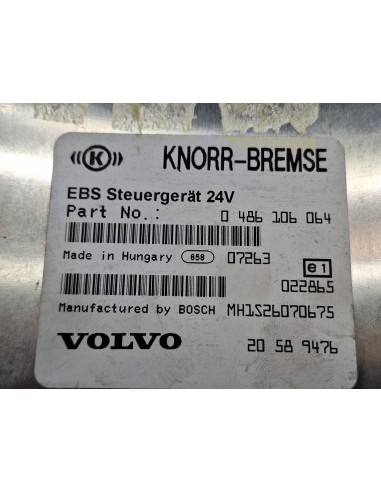 K KNORR-BREMSE
EBS Steuergerät 24V
Part No.: 0 486 106 064
Made in Hungary 658 07263 e1
022865
Manufactured by BOSCH MH1S26070675
VOLVO 20 58 9476